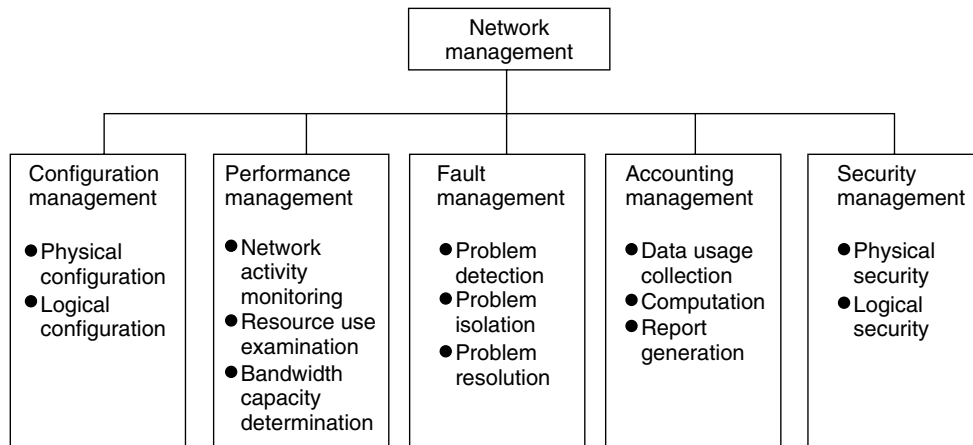 Network
management
Configuration
management
● Physical
configuration
● Logical
configuration
Performance
management
● Network
activity
monitoring
● Resource use
examination
● Bandwidth
capacity
determination
Fault
management
● Problem
detection
● Problem
isolation
● Problem
resolution
Accounting
management
● Data usage
collection
● Computation
● Report
generation
Security
management
● Physical
security
● Logical
security